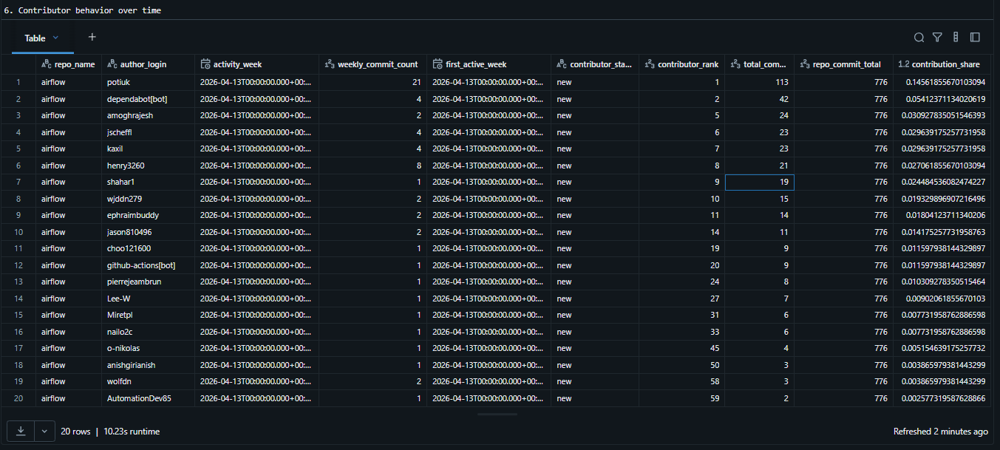 6. Contributor behavior over time
Table +
repo_name author_login activity_week weekly_commit_count first_active_week contributor_sta... contributor_rank total_com... repo_commit_total 1.2 contribution_share
1 airflow potiuk 2026-04-13T00:00:00.000+00:... 21 2026-04-13T00:00:00.000+00:... new 1 113 776 0.14561855670103094
2 airflow dependabot[bot] 2026-04-13T00:00:00.000+00:... 4 2026-04-13T00:00:00.000+00:... new 2 42 776 0.05412371134020619
3 airflow amoghrajesh 2026-04-13T00:00:00.000+00:... 2 2026-04-13T00:00:00.000+00:... new 5 24 776 0.030927835051546393
4 airflow jscheffl 2026-04-13T00:00:00.000+00:... 4 2026-04-13T00:00:00.000+00:... new 6 23 776 0.029639175257731958
5 airflow kaxil 2026-04-13T00:00:00.000+00:... 4 2026-04-13T00:00:00.000+00:... new 7 23 776 0.029639175257731958
6 airflow henry3260 2026-04-13T00:00:00.000+00:... 8 2026-04-13T00:00:00.000+00:... new 8 21 776 0.027061855670103094
7 airflow shahar1 2026-04-13T00:00:00.000+00:... 1 2026-04-13T00:00:00.000+00:... new 9 19 776 0.024484536082474227
8 airflow wjddn279 2026-04-13T00:00:00.000+00:... 2 2026-04-13T00:00:00.000+00:... new 10 15 776 0.019329896907216496
9 airflow ephraimbuddy 2026-04-13T00:00:00.000+00:... 2 2026-04-13T00:00:00.000+00:... new 11 14 776 0.01804123711340206
10 airflow jason810496 2026-04-13T00:00:00.000+00:... 2 2026-04-13T00:00:00.000+00:... new 14 11 776 0.014175257731958763
11 airflow choo121600 2026-04-13T00:00:00.000+00:... 1 2026-04-13T00:00:00.000+00:... new 19 9 776 0.011597938144329897
12 airflow github-actions[bot] 2026-04-13T00:00:00.000+00:... 1 2026-04-13T00:00:00.000+00:... new 20 9 776 0.011597938144329897
13 airflow pierrejeambrun 2026-04-13T00:00:00.000+00:... 1 2026-04-13T00:00:00.000+00:... new 24 8 776 0.010309278350515464
14 airflow Lee-W 2026-04-13T00:00:00.000+00:... 1 2026-04-13T00:00:00.000+00:... new 27 7 776 0.00902061855670103
15 airflow Miretpl 2026-04-13T00:00:00.000+00:... 1 2026-04-13T00:00:00.000+00:... new 31 6 776 0.007731958762886598
16 airflow nailo2c 2026-04-13T00:00:00.000+00:... 1 2026-04-13T00:00:00.000+00:... new 33 6 776 0.007731958762886598
17 airflow o-nikolas 2026-04-13T00:00:00.000+00:... 1 2026-04-13T00:00:00.000+00:... new 45 4 776 0.005154639175257732
18 airflow anishgirianish 2026-04-13T00:00:00.000+00:... 1 2026-04-13T00:00:00.000+00:... new 50 3 776 0.003865979381443299
19 airflow wolfdn 2026-04-13T00:00:00.000+00:... 2 2026-04-13T00:00:00.000+00:... new 58 3 776 0.003865979381443299
20 airflow AutomationDev85 2026-04-13T00:00:00.000+00:... 1 2026-04-13T00:00:00.000+00:... new 59 2 776 0.002577319587628866
20 rows | 10.23s runtime Refreshed 2 minutes ago